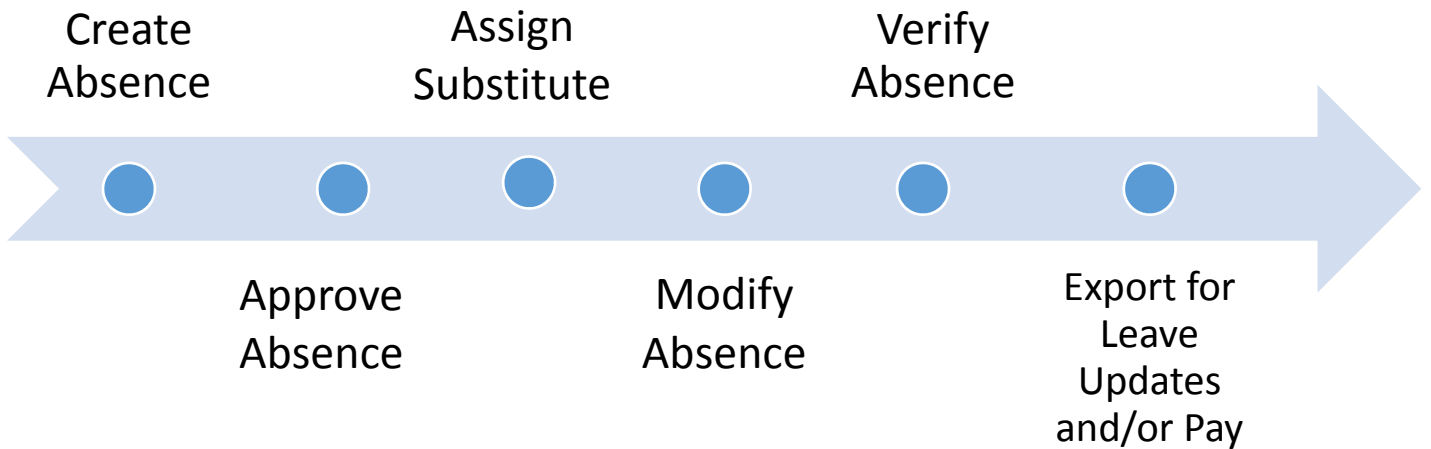 Create
Absence
Approve
Absence
Assign
Substitute
Modify
Absence
Verify
Absence
Export for
Leave
Updates
and/or Pay